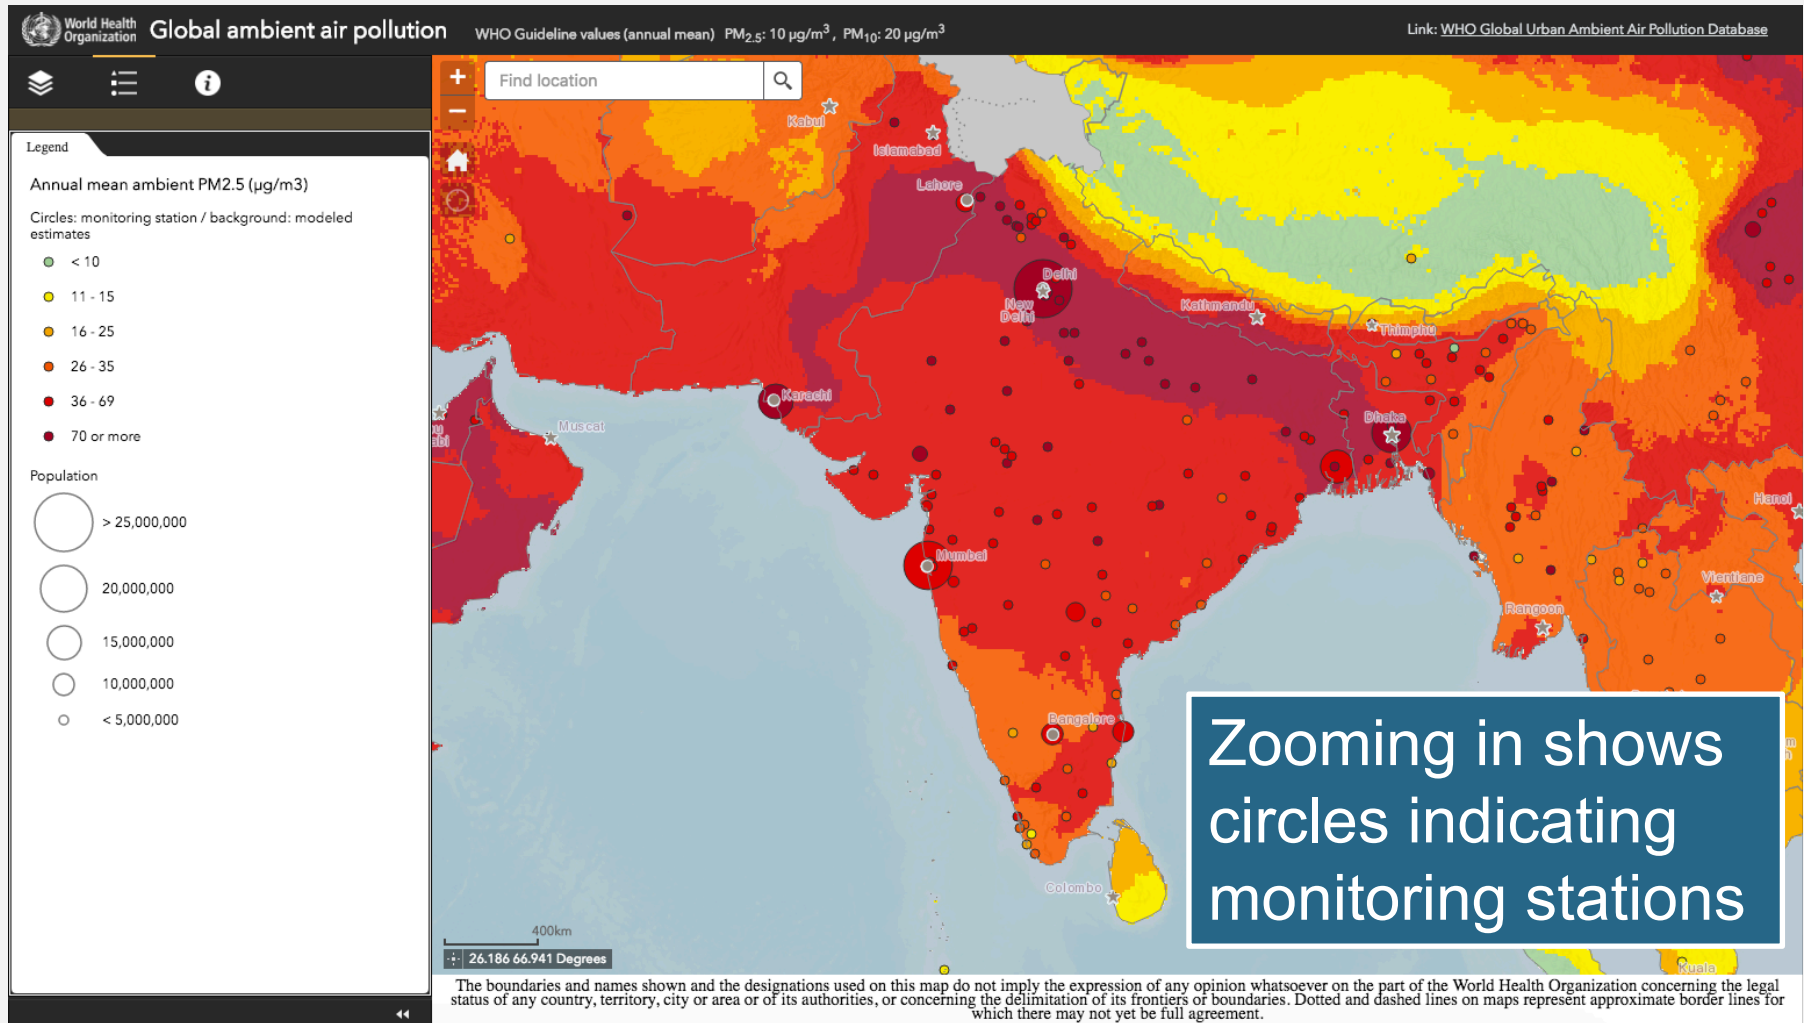 World Health
Organization
Global ambient air pollution
WHO Guideline values (annual mean) PM2.5: 10 µg/m3 , PM10: 20 µg/m3
Link: WHO Global Urban Ambient Air Pollution Database
+
−
Find location
Legend
Annual mean ambient PM2.5 (µg/m3)
Circles: monitoring station / background: modeled
estimates
< 10
11 - 15
16 - 25
26 - 35
36 - 69
70 or more
Population
> 25,000,000
20,000,000
15,000,000
10,000,000
< 5,000,000
Kabul
Islamabad
Lahore
Delhi
New
Delhi
Kathmandu
Thimphu
Karachi
Muscat
Dhaka
Hanoi
Mumbai
Vientiane
Rangoon
Bangalore
Colombo
Kuala
Zooming in shows
circles indicating
monitoring stations
400km
26.186 66.941 Degrees
The boundaries and names shown and the designations used on this map do not imply the expression of any opinion whatsoever on the part of the World Health Organization concerning the legal
status of any country, territory, city or area or of its authorities, or concerning the delimitation of its frontiers or boundaries. Dotted and dashed lines on maps represent approximate border lines for
which there may not yet be full agreement.